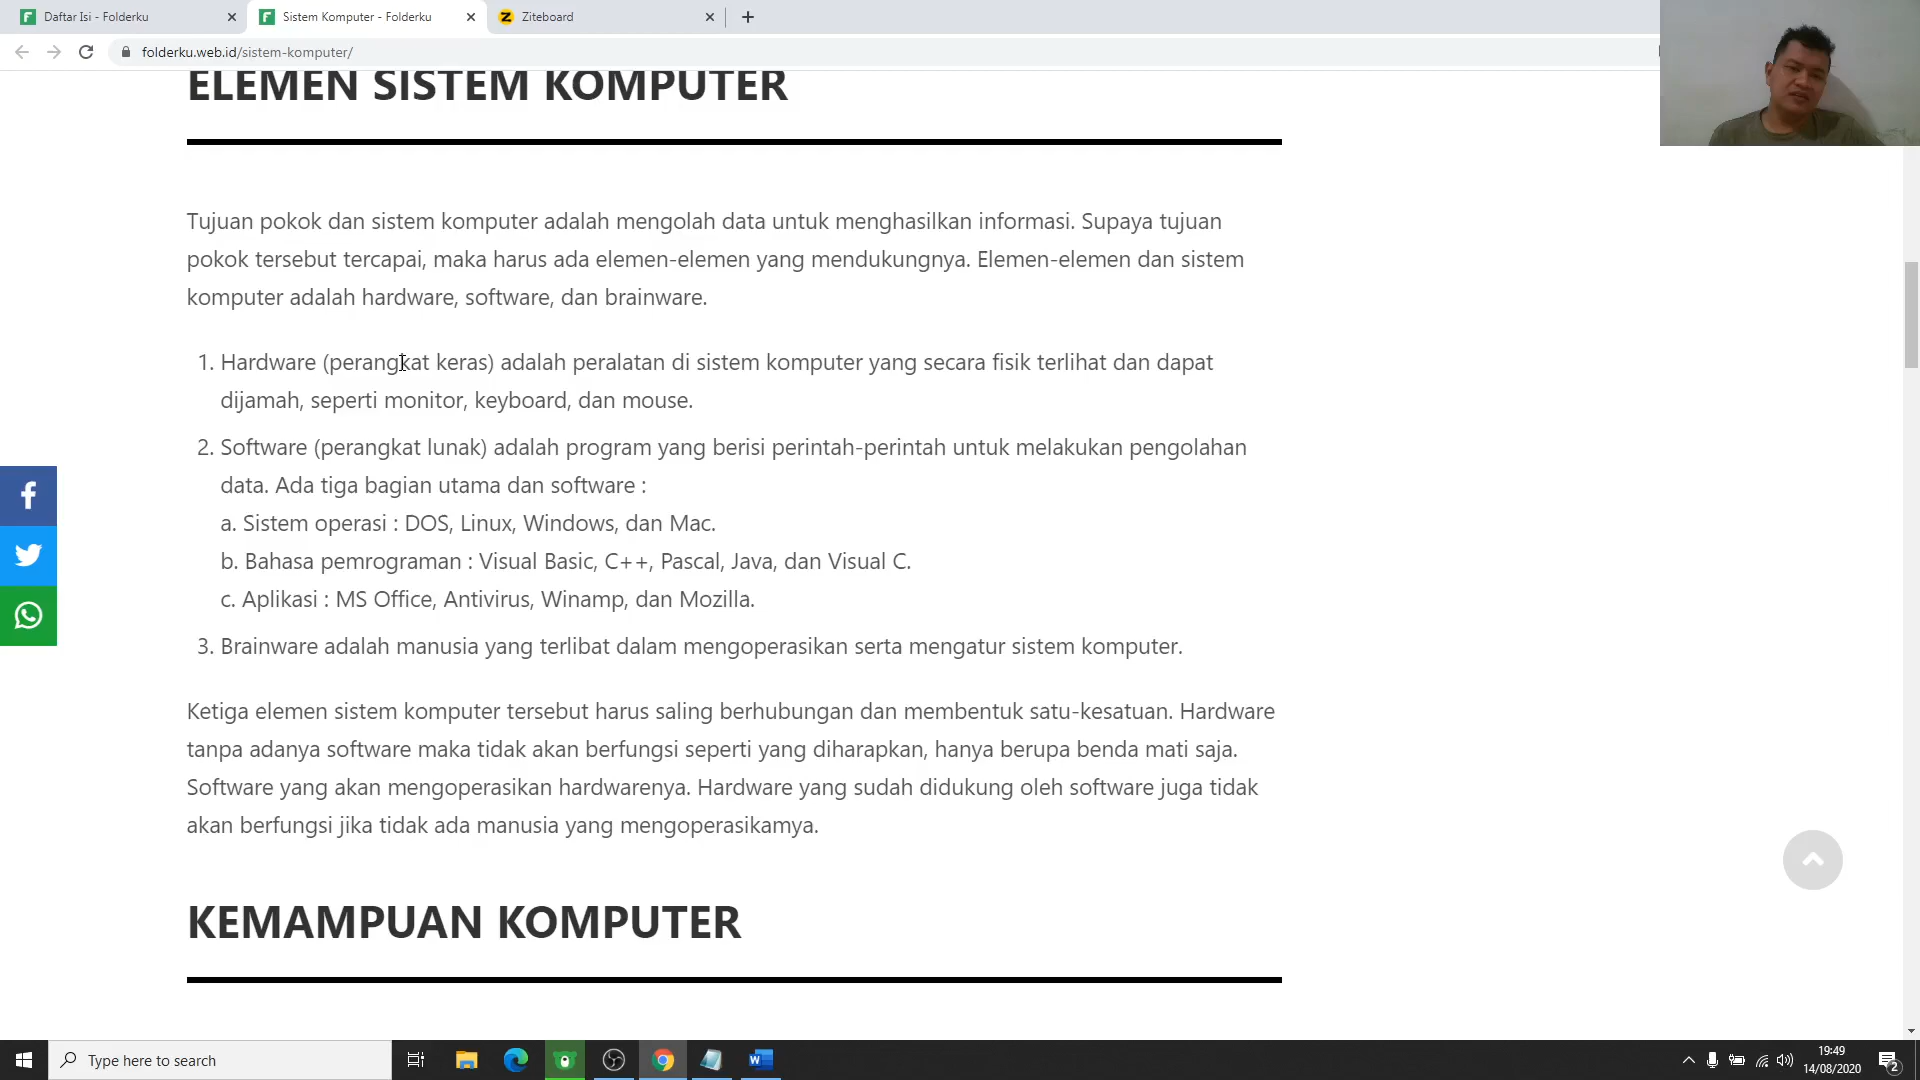 Daftar Isi - Folderku
Sistem Komputer - Folderku
Ziteboard
folderku.web.id/sistem-komputer/
ELEMEN SISTEM KOMPUTER
Tujuan pokok dan sistem komputer adalah mengolah data untuk menghasilkan informasi. Supaya tujuan
pokok tersebut tercapai, maka harus ada elemen-elemen yang mendukungnya. Elemen-elemen dan sistem
komputer adalah hardware, software, dan brainware.
1. Hardware (perangkat keras) adalah peralatan di sistem komputer yang secara fisik terlihat dan dapat
dijamah, seperti monitor, keyboard, dan mouse.
2. Software (perangkat lunak) adalah program yang berisi perintah-perintah untuk melakukan pengolahan
data. Ada tiga bagian utama dan software :
a. Sistem operasi : DOS, Linux, Windows, dan Mac.
b. Bahasa pemrograman : Visual Basic, C++, Pascal, Java, dan Visual C.
c. Aplikasi : MS Office, Antivirus, Winamp, dan Mozilla.
3. Brainware adalah manusia yang terlibat dalam mengoperasikan serta mengatur sistem komputer.
Ketiga elemen sistem komputer tersebut harus saling berhubungan dan membentuk satu-kesatuan. Hardware
tanpa adanya software maka tidak akan berfungsi seperti yang diharapkan, hanya berupa benda mati saja.
Software yang akan mengoperasikan hardwarenya. Hardware yang sudah didukung oleh software juga tidak
akan berfungsi jika tidak ada manusia yang mengoperasikamya.
KEMAMPUAN KOMPUTER
Type here to search
19:49
14/08/2020
2